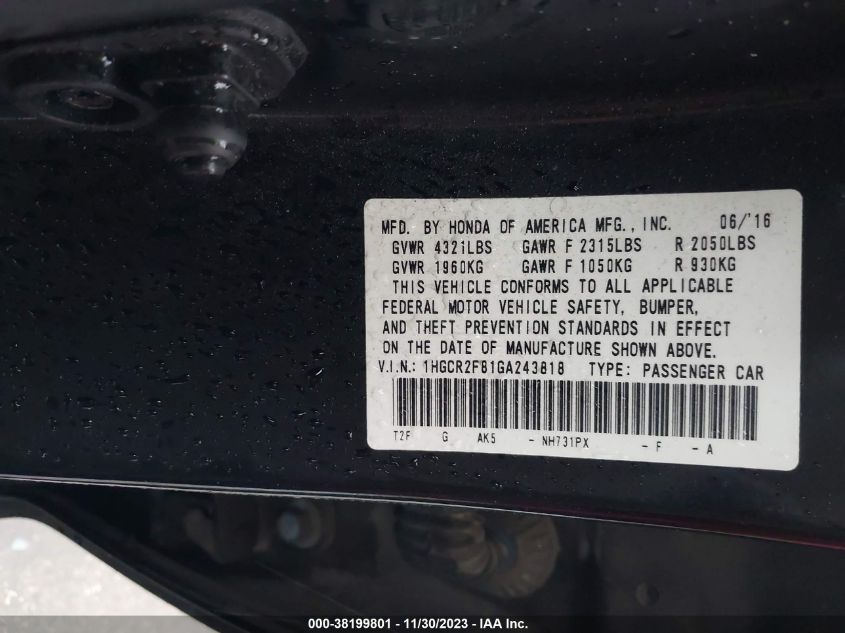 MFD. BY HONDA OF AMERICA MFG., INC. 06/'16
GVWR 4321LBS GAWR F 2315LBS R 2050LBS
GVWR 1960KG GAWR F 1050KG R 930KG
THIS VEHICLE CONFORMS TO ALL APPLICABLE
FEDERAL MOTOR VEHICLE SAFETY, BUMPER,
AND THEFT PREVENTION STANDARDS IN EFFECT
ON THE DATE OF MANUFACTURE SHOWN ABOVE.
V.I.N.: 1HGCR2F81GA243818 TYPE: PASSENGER CAR
T2F G AK5 - NH731PX - F - A
000-38199801 - 11/30/2023 - IAA Inc.